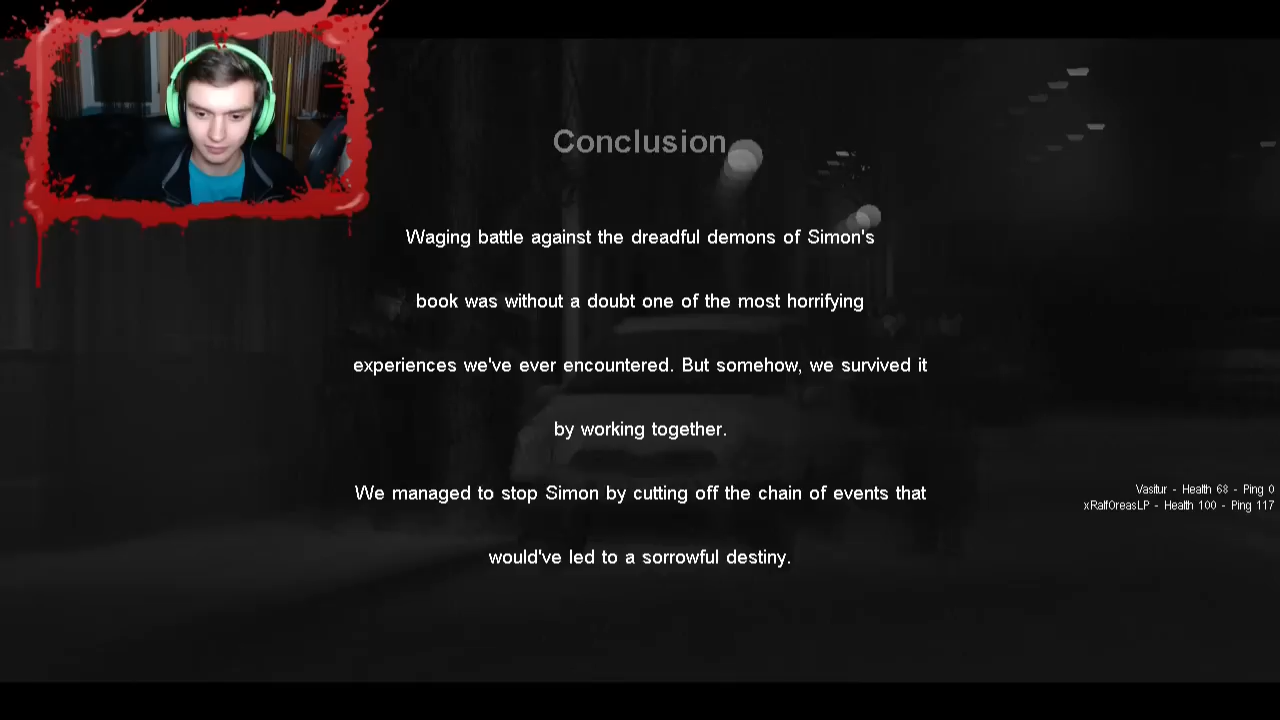 Conclusion
Waging battle against the dreadful demons of Simon's
book was without a doubt one of the most horrifying
experiences we've ever encountered. But somehow, we survived it
by working together.
We managed to stop Simon by cutting off the chain of events that
would've led to a sorrowful destiny.
Vasitur - Health 68 - Ping 0
xRalfOreasLP - Health 100 - Ping 117